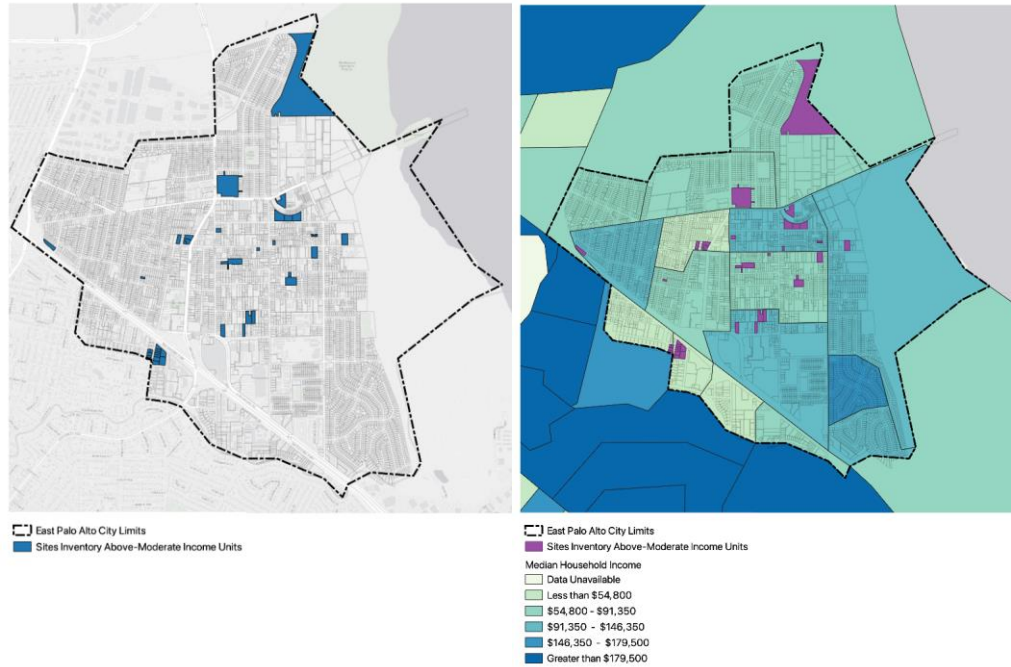 East Palo Alto City Limits
Sites Inventory Above-Moderate Income Units
East Palo Alto City Limits
Sites Inventory Above-Moderate Income Units
Median Household Income
Data Unavailable
Less than $54,800
$54,800 - $91,350
$91,350 - $146,350
$146,350 - $179,500
Greater than $179,500